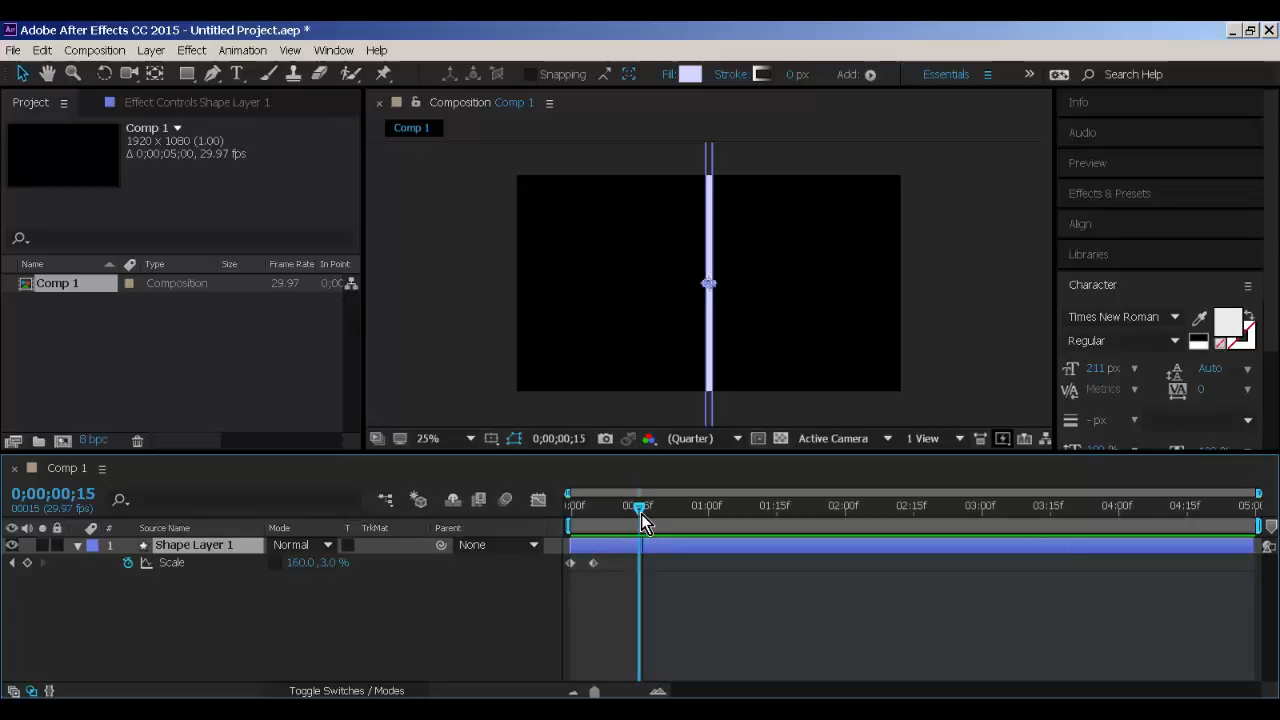 Adobe After Effects CC 2015 - Untitled Project.aep *
File Edit Composition Layer Effect Animation View Window Help
Snapping Fill: Stroke: 0 px Add: Essentials Search Help
Project Effect Controls Shape Layer 1
Composition Comp 1
Info
Comp 1
1920 x 1080 (1.00)
Δ 0;00;05;00, 29.97 fps
Comp 1
Audio
Preview
Effects & Presets
Align
Libraries
Name Type Size Frame Rate In Point
Comp 1 Composition 29.97 0;00
Character
Times New Roman
Regular
211 px Auto
Metrics 0
- px
100 %
8 bpc
25% 0;00;00;15 (Quarter) Active Camera 1 View
Comp 1
0;00;00;15
00015 (29.97 fps)
:00f 01:00f 01:15f 02:00f 02:15f 03:00f 03:15f 04:00f 04:15f 05:0
# Source Name Mode T TrkMat Parent
1 Shape Layer 1 Normal None
Scale 160.0,3.0 %
Toggle Switches / Modes